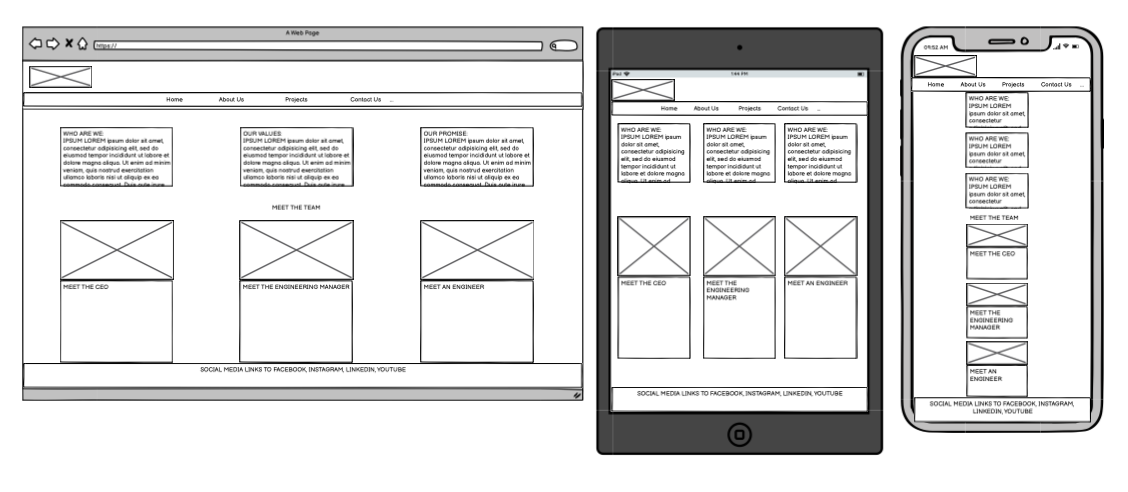 A Web Page
https://
Home About Us Projects Contact Us ...
WHO ARE WE:
IPSUM LOREM ipsum dolor sit amet,
consectetur adipisicing elit, sed do
eiusmod tempor incididunt ut labore et
dolore magna aliqua. Ut enim ad minim
veniam, quis nostrud exercitation
ullamco laboris nisi ut aliquip ex ea
commodo consequat. Duis aute irure
OUR VALUES:
IPSUM LOREM ipsum dolor sit amet,
consectetur adipisicing elit, sed do
eiusmod tempor incididunt ut labore et
dolore magna aliqua. Ut enim ad minim
veniam, quis nostrud exercitation
ullamco laboris nisi ut aliquip ex ea
commodo consequat. Duis aute irure
OUR PROMISE:
IPSUM LOREM ipsum dolor sit amet,
consectetur adipisicing elit, sed do
eiusmod tempor incididunt ut labore et
dolore magna aliqua. Ut enim ad minim
veniam, quis nostrud exercitation
ullamco laboris nisi ut aliquip ex ea
commodo consequat. Duis aute irure
MEET THE TEAM
MEET THE CEO
MEET THE ENGINEERING MANAGER
MEET AN ENGINEER
SOCIAL MEDIA LINKS TO FACEBOOK, INSTAGRAM, LINKEDIN, YOUTUBE
iPad 1:44 PM
Home About Us Projects Contact Us ...
WHO ARE WE:
IPSUM LOREM ipsum
dolor sit amet,
consectetur adipisicing
elit, sed do eiusmod
tempor incididunt ut
labore et dolore magna
aliqua. Ut enim ad
WHO ARE WE:
IPSUM LOREM ipsum
dolor sit amet,
consectetur adipisicing
elit, sed do eiusmod
tempor incididunt ut
labore et dolore magna
aliqua. Ut enim ad
WHO ARE WE:
IPSUM LOREM ipsum
dolor sit amet,
consectetur adipisicing
elit, sed do eiusmod
tempor incididunt ut
labore et dolore magna
aliqua. Ut enim ad
MEET THE CEO
MEET THE
ENGINEERING
MANAGER
MEET AN ENGINEER
SOCIAL MEDIA LINKS TO FACEBOOK, INSTAGRAM, LINKEDIN, YOUTUBE
09:52 AM
Home About Us Projects Contact Us ...
WHO ARE WE:
IPSUM LOREM
ipsum dolor sit amet,
consectetur
WHO ARE WE:
IPSUM LOREM
ipsum dolor sit amet,
consectetur
WHO ARE WE:
IPSUM LOREM
ipsum dolor sit amet,
consectetur
MEET THE TEAM
MEET THE CEO
MEET THE
ENGINEERING
MANAGER
MEET AN
ENGINEER
SOCIAL MEDIA LINKS TO FACEBOOK, INSTAGRAM,
LINKEDIN, YOUTUBE